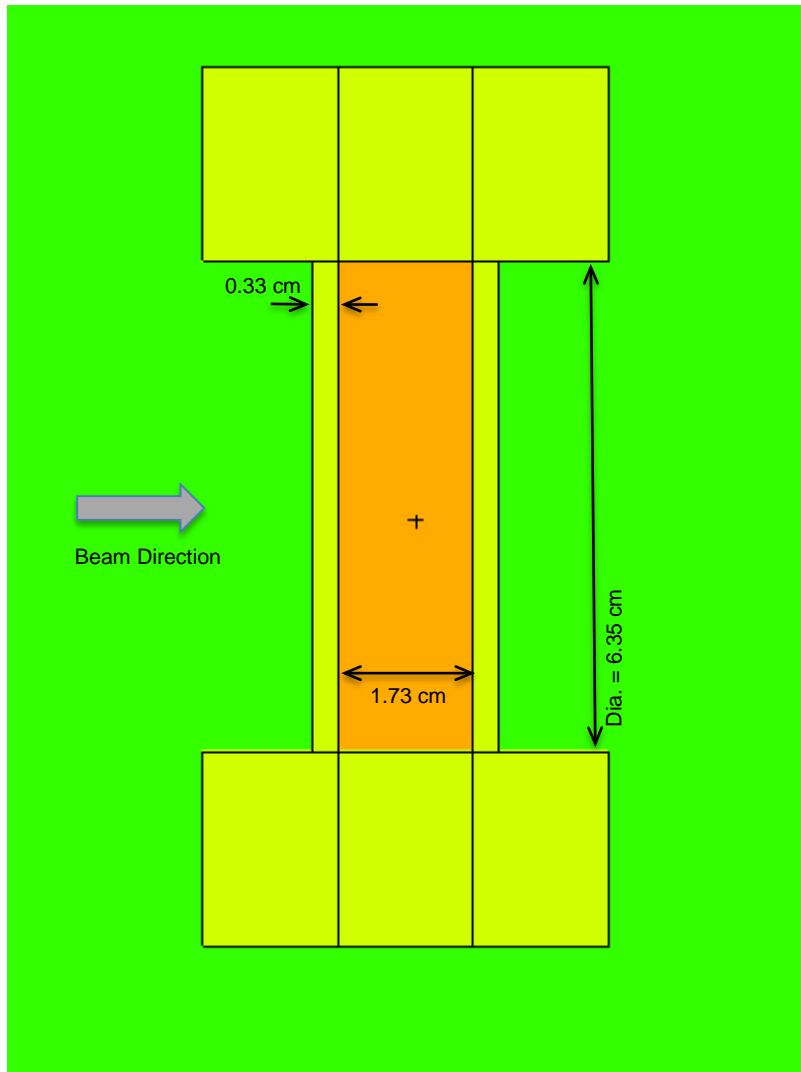 0.33 cm
Beam Direction
1.73 cm
Dia. = 6.35 cm